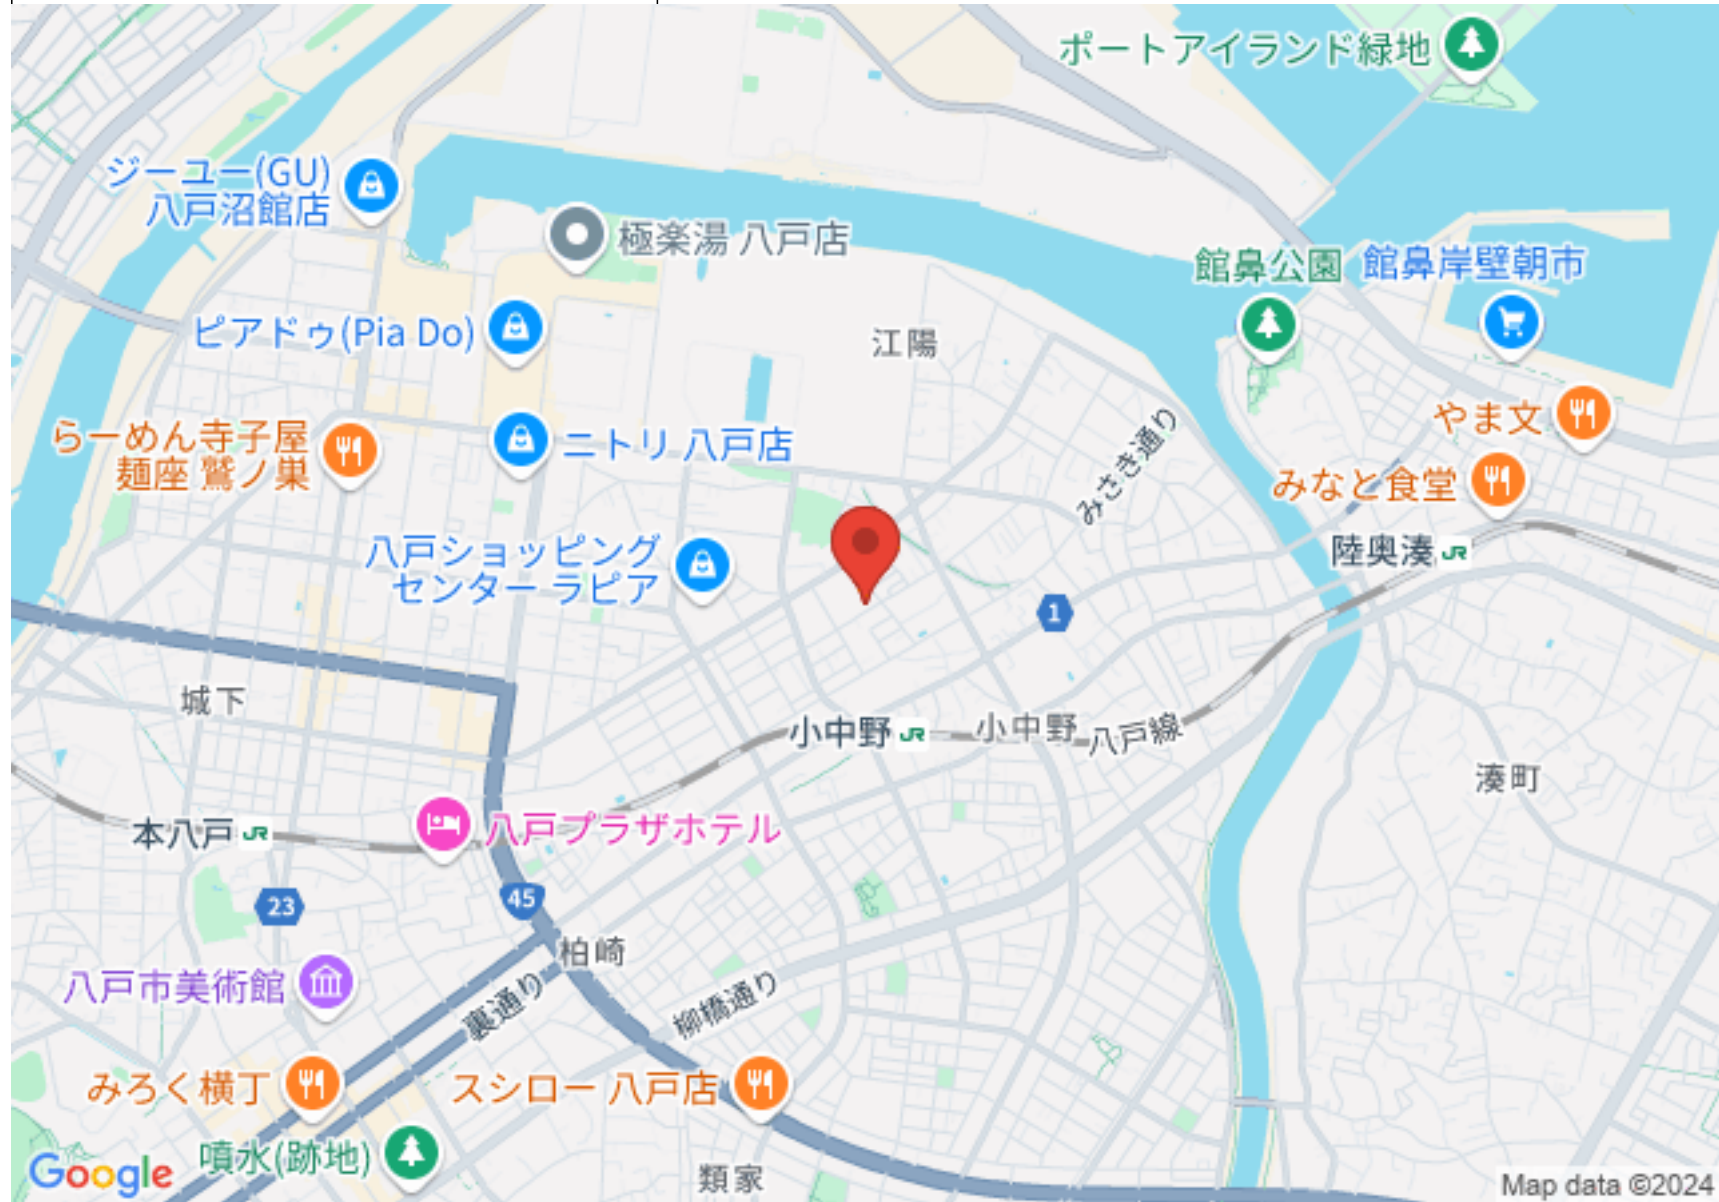 ポートアイランド緑地
ジーユー(GU)
八戸沼館店
極楽湯 八戸店
館鼻公園
館鼻岸壁朝市
ピアドゥ(Pia Do)
江陽
やま文
らーめん寺子屋
麺座 鷲ノ巣
ニトリ 八戸店
みさき通り
みなと食堂
八戸ショッピング
センター ラピア
陸奥湊 JR
1
城下
小中野 JR
小中野
八戸線
湊町
本八戸 JR
八戸プラザホテル
23
45
柏崎
八戸市美術館
裏通り
柳橋通り
みろく横丁
スシロー 八戸店
噴水(跡地)
類家
Google
Map data ©2024